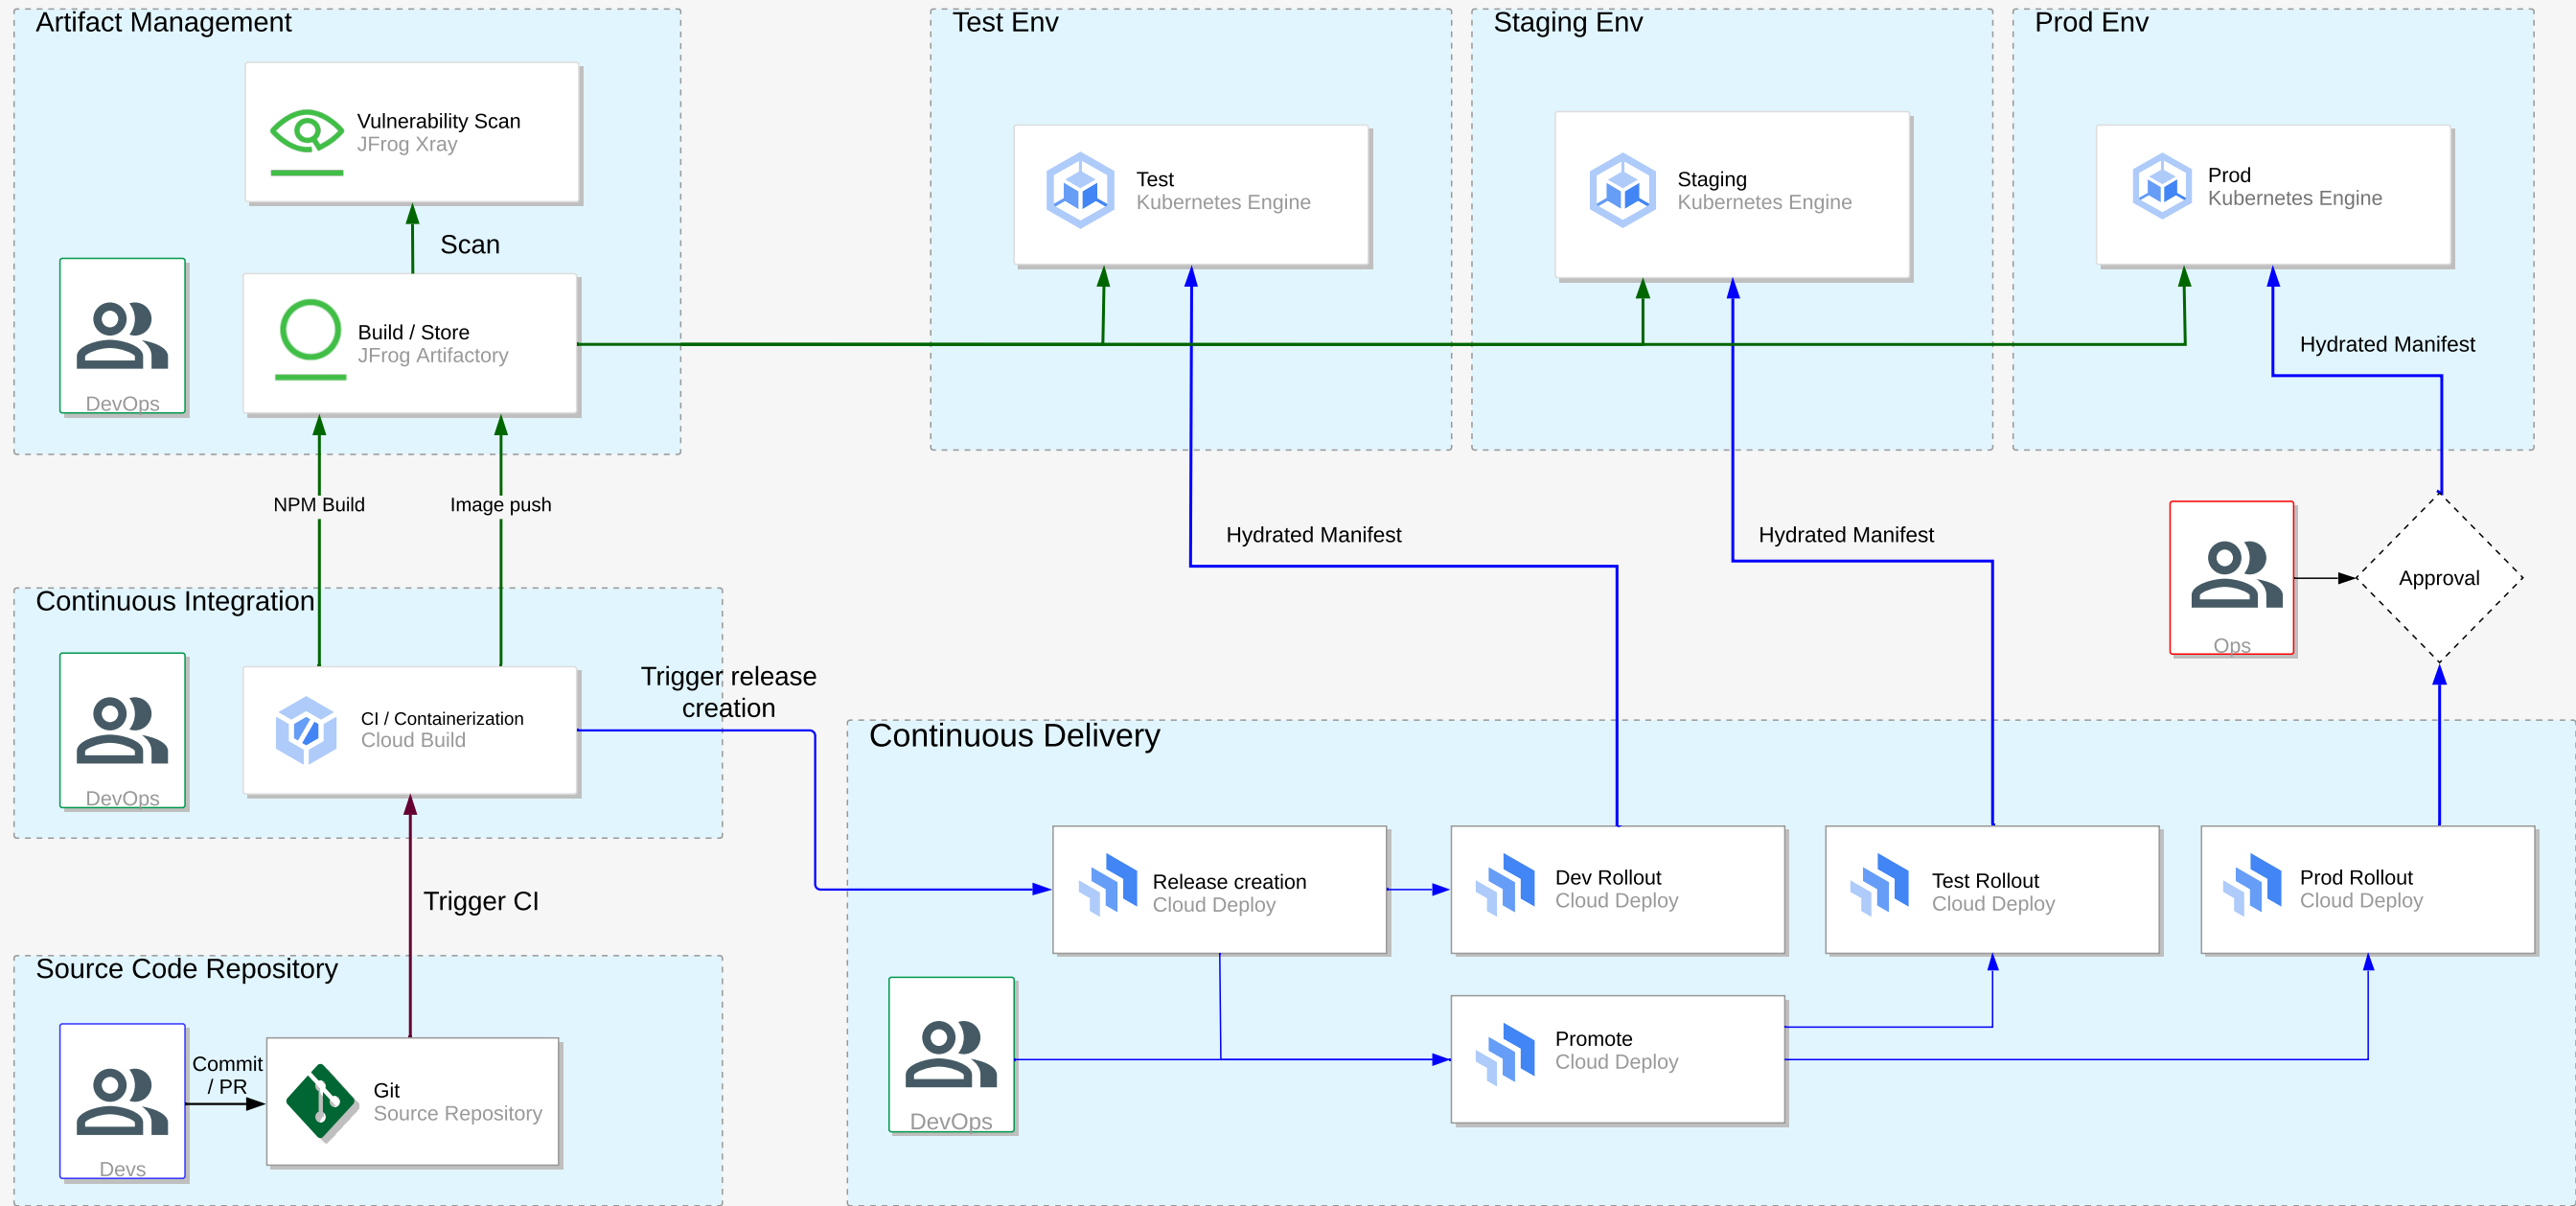 Artifact Management
Vulnerability Scan
JFrog Xray
Scan
Build / Store
JFrog Artifactory
DevOps
NPM Build
Image push
Test Env
Test
Kubernetes Engine
Staging Env
Staging
Kubernetes Engine
Prod Env
Prod
Kubernetes Engine
Hydrated Manifest
Hydrated Manifest
Hydrated Manifest
Ops
Approval
Continuous Integration
DevOps
CI / Containerization
Cloud Build
Trigger release
creation
Trigger CI
Source Code Repository
Devs
Commit
/ PR
Git
Source Repository
Continuous Delivery
Release creation
Cloud Deploy
Dev Rollout
Cloud Deploy
Test Rollout
Cloud Deploy
Prod Rollout
Cloud Deploy
DevOps
Promote
Cloud Deploy